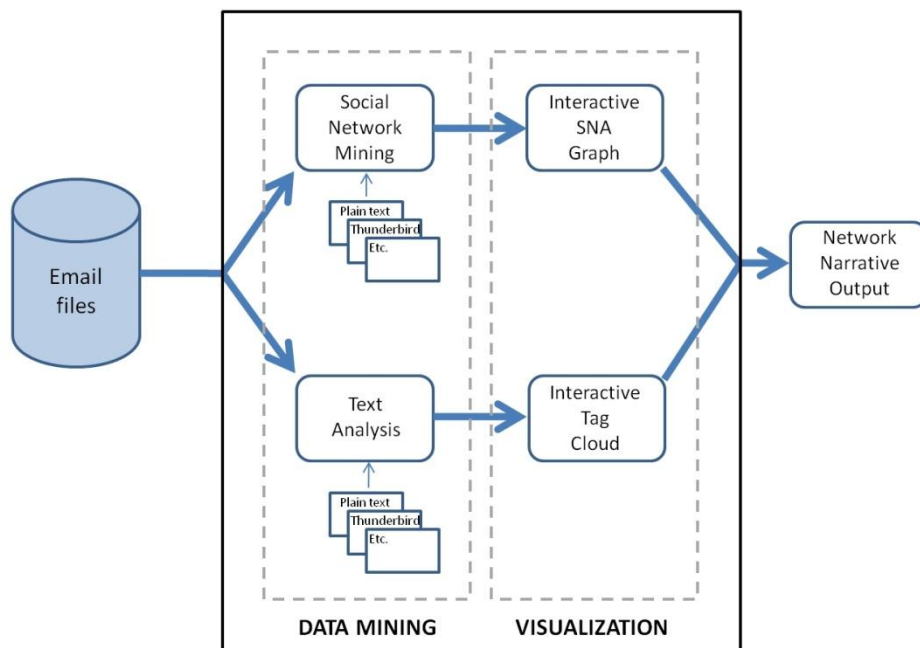 Email
files
Social
Network
Mining
Plain text
Thunderbird
Etc.
Text
Analysis
Plain text
Thunderbird
Etc.
DATA MINING
Interactive
SNA
Graph
Interactive
Tag
Cloud
VISUALIZATION
Network
Narrative
Output